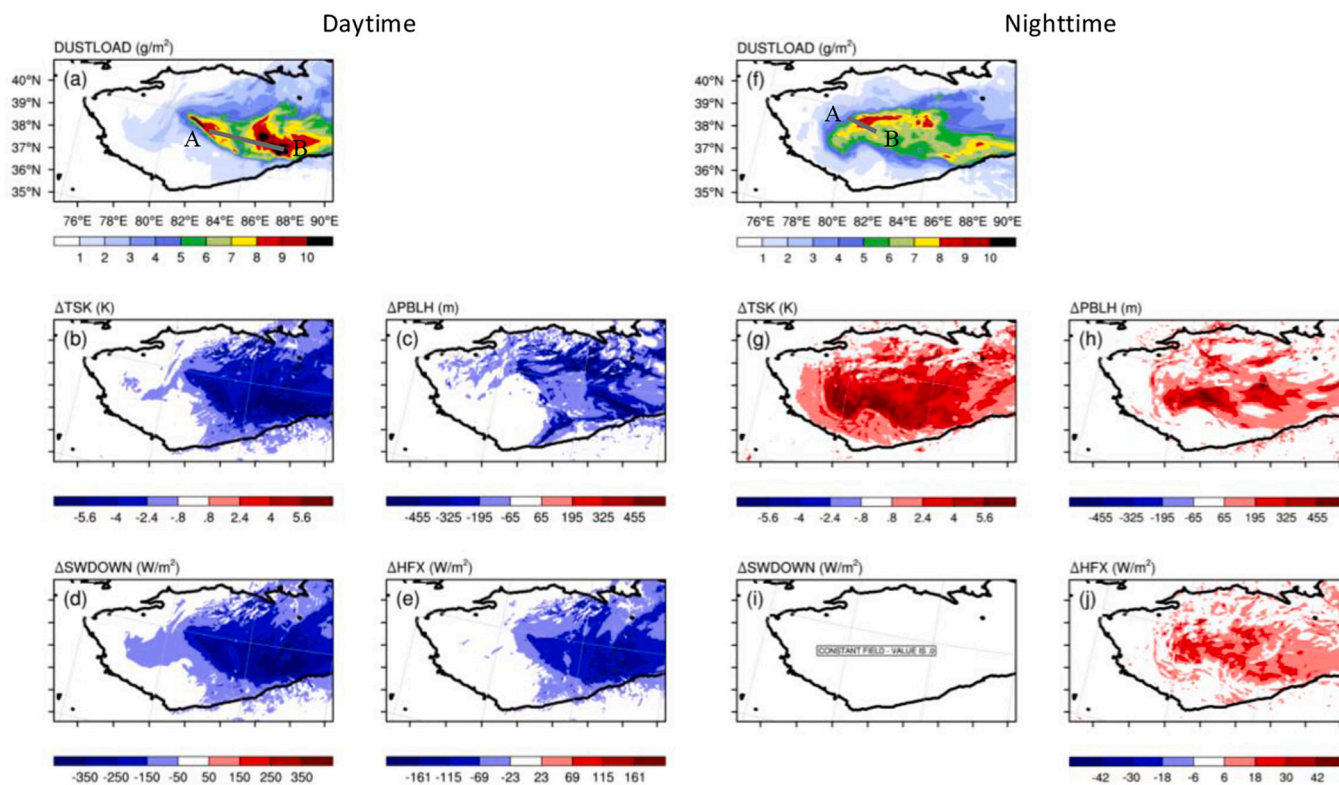 Daytime
Nighttime
DUSTLOAD (g/m²)
(a)
40°N
39°N
38°N
37°N
36°N
35°N
A
B
76°E 78°E 80°E 82°E 84°E 86°E 88°E 90°E
1 2 3 4 5 6 7 8 9 10
DUSTLOAD (g/m²)
(f)
40°N
39°N
38°N
37°N
36°N
35°N
A
B
76°E 78°E 80°E 82°E 84°E 86°E 88°E 90°E
1 2 3 4 5 6 7 8 9 10
ΔTSK (K)
(b)
-5.6 -4 -2.4 -.8 .8 2.4 4 5.6
ΔPBLH (m)
(c)
-455 -325 -195 -65 65 195 325 455
ΔTSK (K)
(g)
-5.6 -4 -2.4 -.8 .8 2.4 4 5.6
ΔPBLH (m)
(h)
-455 -325 -195 -65 65 195 325 455
ΔSWDOWN (W/m²)
(d)
-350 -250 -150 -50 50 150 250 350
ΔHFX (W/m²)
(e)
-161 -115 -69 -23 23 69 115 161
ΔSWDOWN (W/m²)
(i)
CONSTANT FIELD - VALUE IS 0
ΔHFX (W/m²)
(j)
-42 -30 -18 -6 6 18 30 42